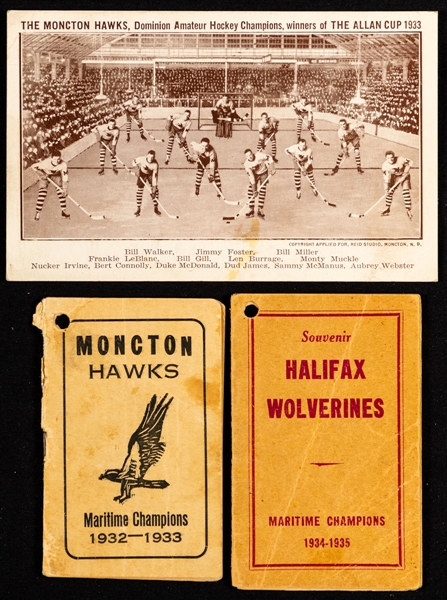 THE MONCTON HAWKS, Dominion Amateur Hockey Champions, winners of THE ALLAN CUP 1933
COPYRIGHT APPLIED FOR, REID STUDIO, MONCTON, N. B.
Bill Walker, Jimmy Foster, Bill Miller
Frankie LeBlanc, Bill Gill, Len Burrage, Monty Muckle
Nucker Irvine, Bert Connolly, Duke McDonald, Dud James, Sammy McManus, Aubrey Webster
MONCTON
HAWKS
Maritime Champions
1932—1933
Souvenir
HALIFAX
WOLVERINES
MARITIME CHAMPIONS
1934-1935